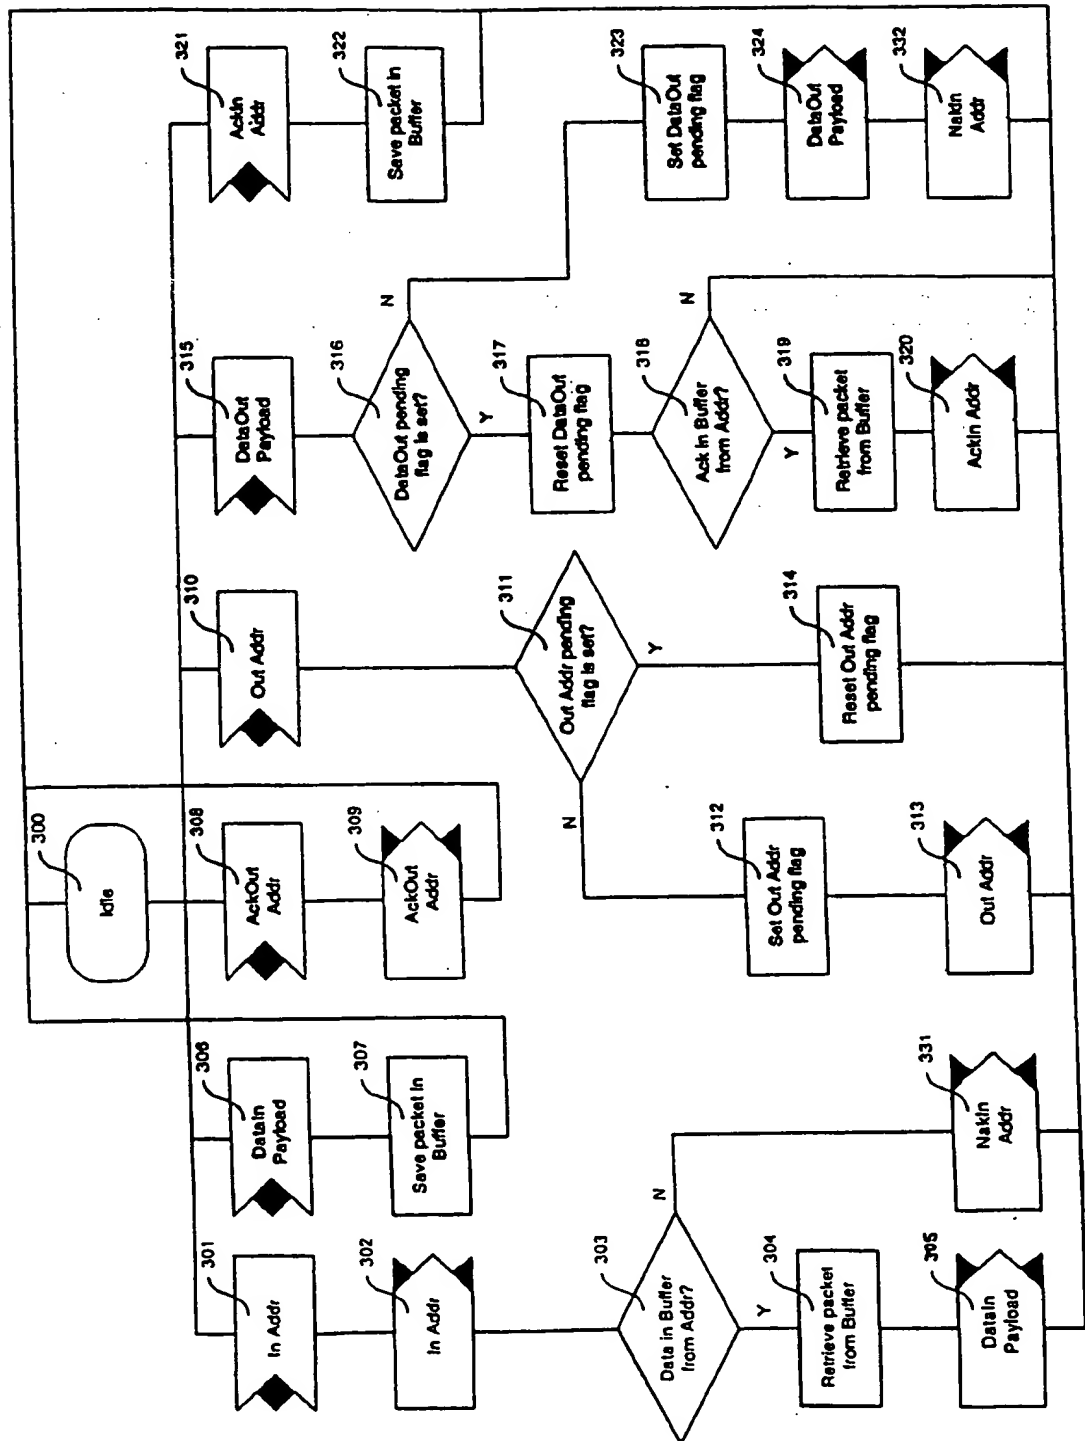 300
Idle
301
In Addr
302
In Addr
303
Data in Buffer
from Addr?
N
Y
304
Retrieve packet
from Buffer
305
DataIn
Payload
331
NakIn
Addr
306
DataIn
Payload
307
Save packet in
Buffer
308
AckOut
Addr
309
AckOut
Addr
310
Out Addr
311
Out Addr pending
flag is set?
N
Y
312
Set Out Addr
pending flag
313
Out Addr
314
Reset Out Addr
pending flag
315
DataOut
Payload
316
DataOut pending
flag is set?
N
Y
317
Reset DataOut
pending flag
318
Ack in Buffer
from Addr?
N
Y
319
Retrieve packet
from Buffer
320
AckIn Addr
321
AckIn
Addr
322
Save packet in
Buffer
323
Set DataOut
pending flag
324
DataOut
Payload
332
NakIn
Addr